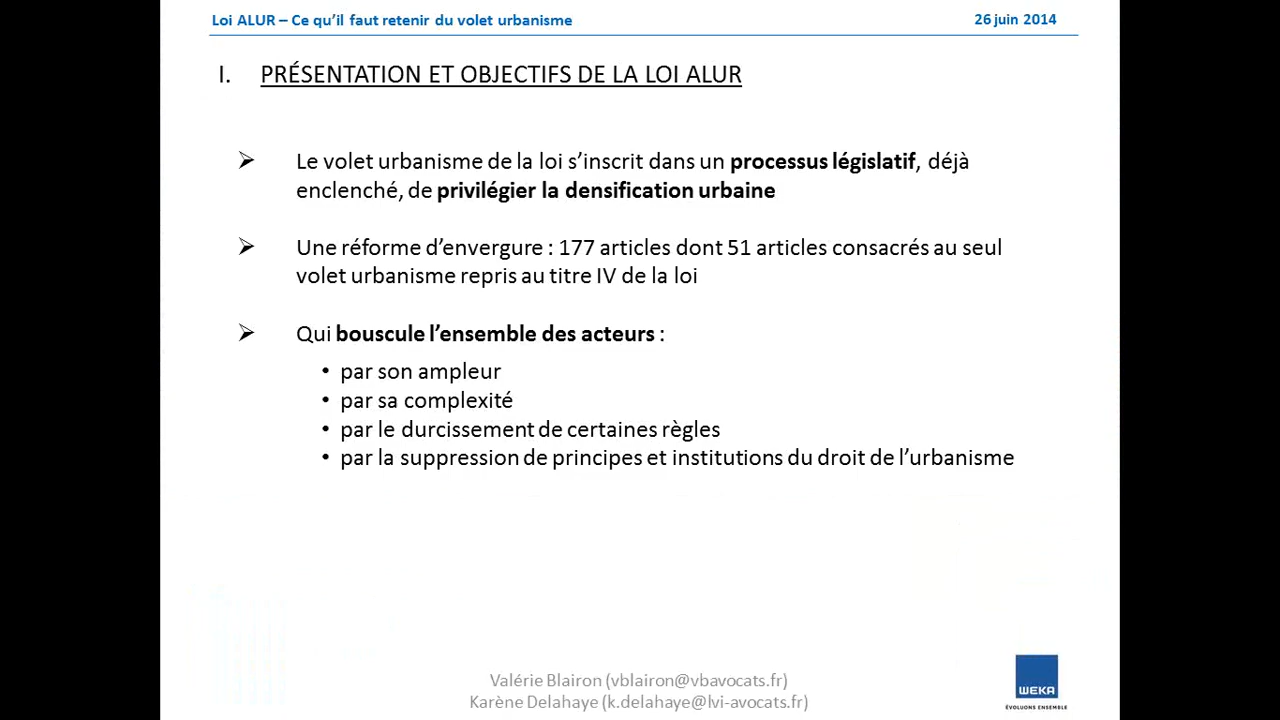 Loi ALUR – Ce qu'il faut retenir du volet urbanisme
26 juin 2014
I. PRÉSENTATION ET OBJECTIFS DE LA LOI ALUR
Le volet urbanisme de la loi s'inscrit dans un processus législatif, déjà
enclenché, de privilégier la densification urbaine
Une réforme d'envergure : 177 articles dont 51 articles consacrés au seul
volet urbanisme repris au titre IV de la loi
Qui bouscule l'ensemble des acteurs :
• par son ampleur
• par sa complexité
• par le durcissement de certaines règles
• par la suppression de principes et institutions du droit de l'urbanisme
Valérie Blairon (vblairon@vbavocats.fr)
Karène Delahaye (k.delahaye@lvi-avocats.fr)
WEKA
ÉVOLUONS ENSEMBLE